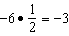 −6 • 1/2 = −3